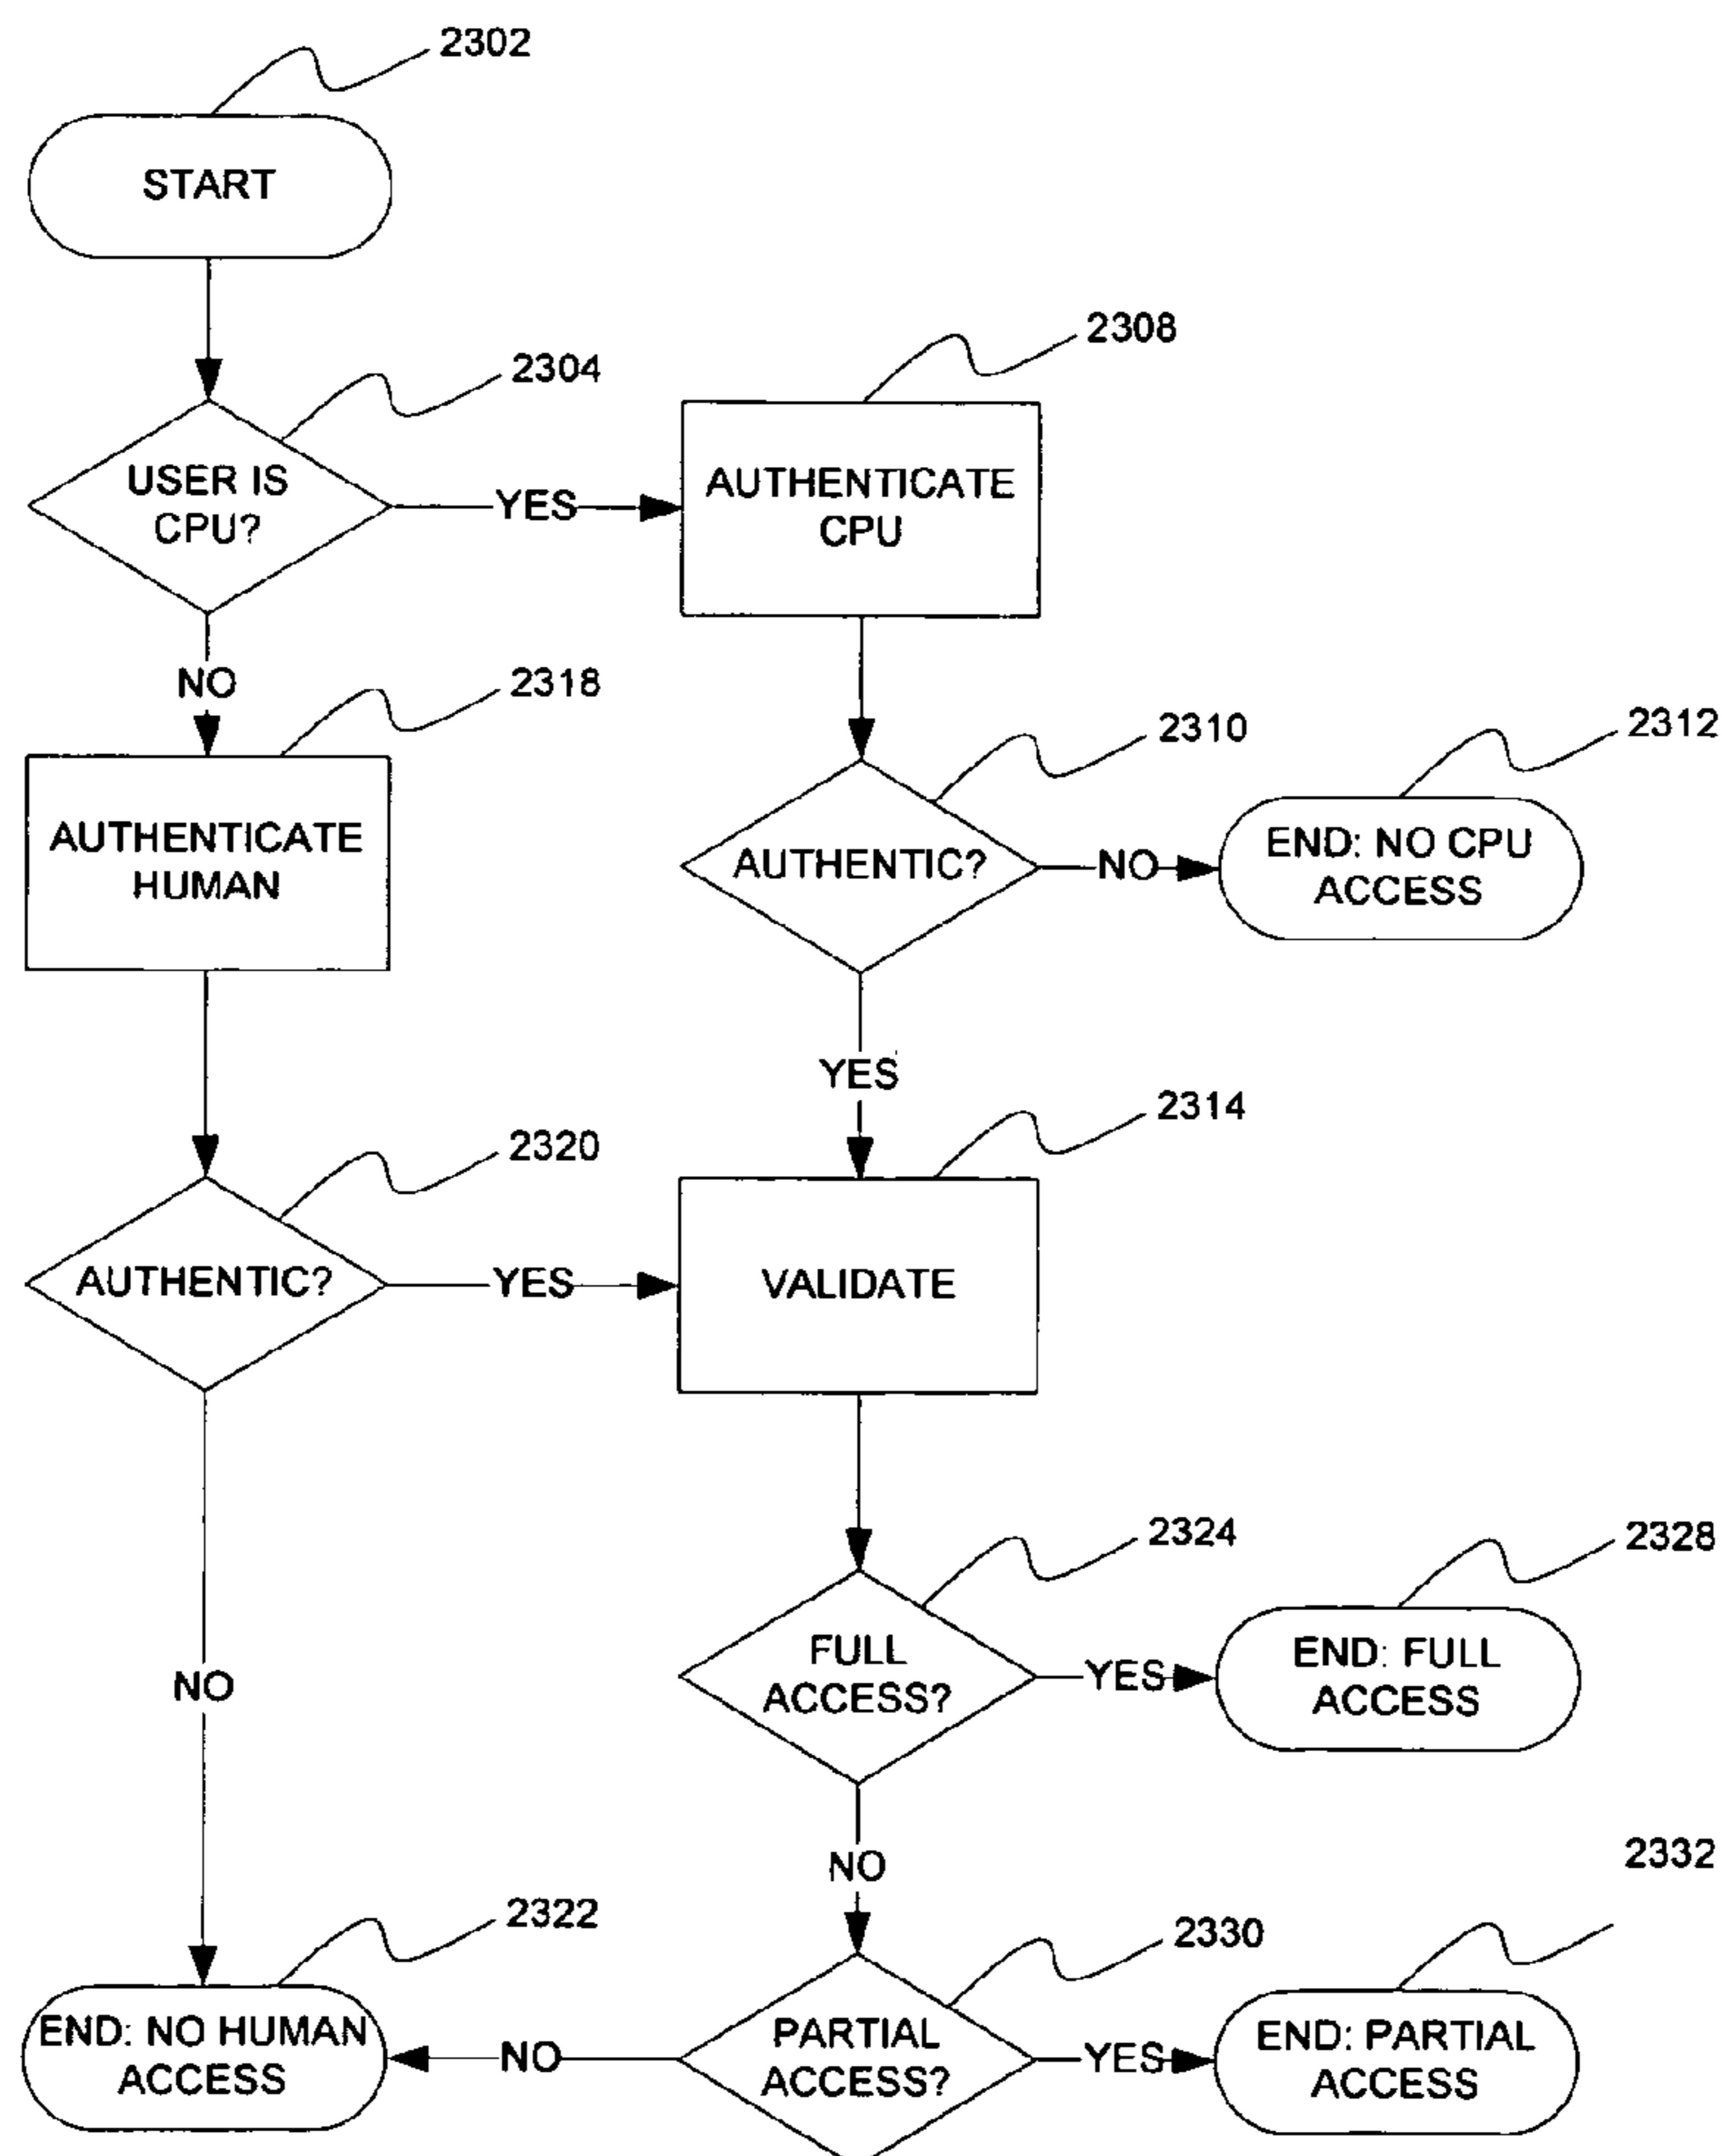 2302
START
2308
2304
USER IS
CPU?
YES
AUTHENTICATE
CPU
NO
2318
2310
2312
AUTHENTICATE
HUMAN
AUTHENTIC?
NO
END: NO CPU
ACCESS
YES
2314
2320
AUTHENTIC?
YES
VALIDATE
2324
2328
FULL
ACCESS?
YES
END: FULL
ACCESS
NO
NO
2332
2322
2330
END: NO HUMAN
ACCESS
NO
PARTIAL
ACCESS?
YES
END: PARTIAL
ACCESS